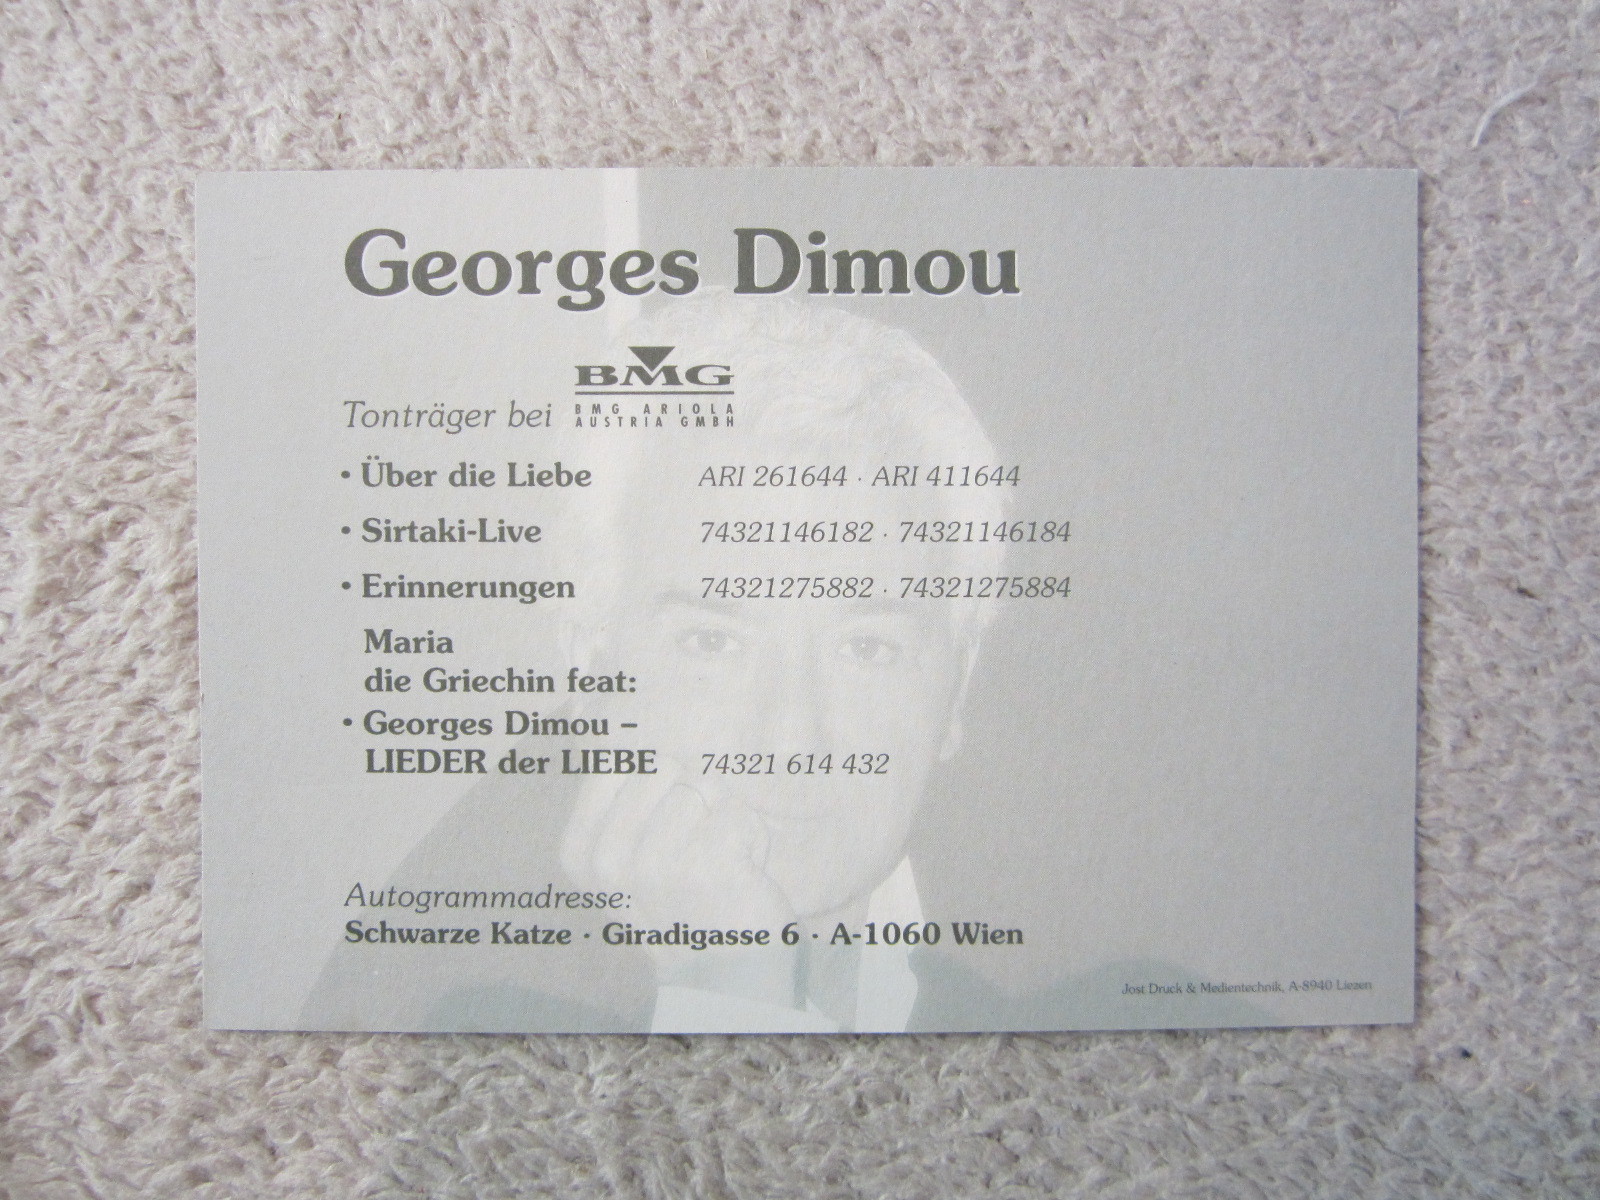 Georges Dimou
BMG
Tonträger bei BMG ARIOLA
AUSTRIA GMBH
• Über die Liebe ARI 261644 · ARI 411644
• Sirtaki-Live 74321146182 · 74321146184
• Erinnerungen 74321275882 · 74321275884
Maria
die Griechin feat:
• Georges Dimou –
LIEDER der LIEBE 74321 614 432
Autogrammadresse:
Schwarze Katze · Giradigasse 6 · A-1060 Wien
Jost Druck & Medientechnik, A-8940 Liezen